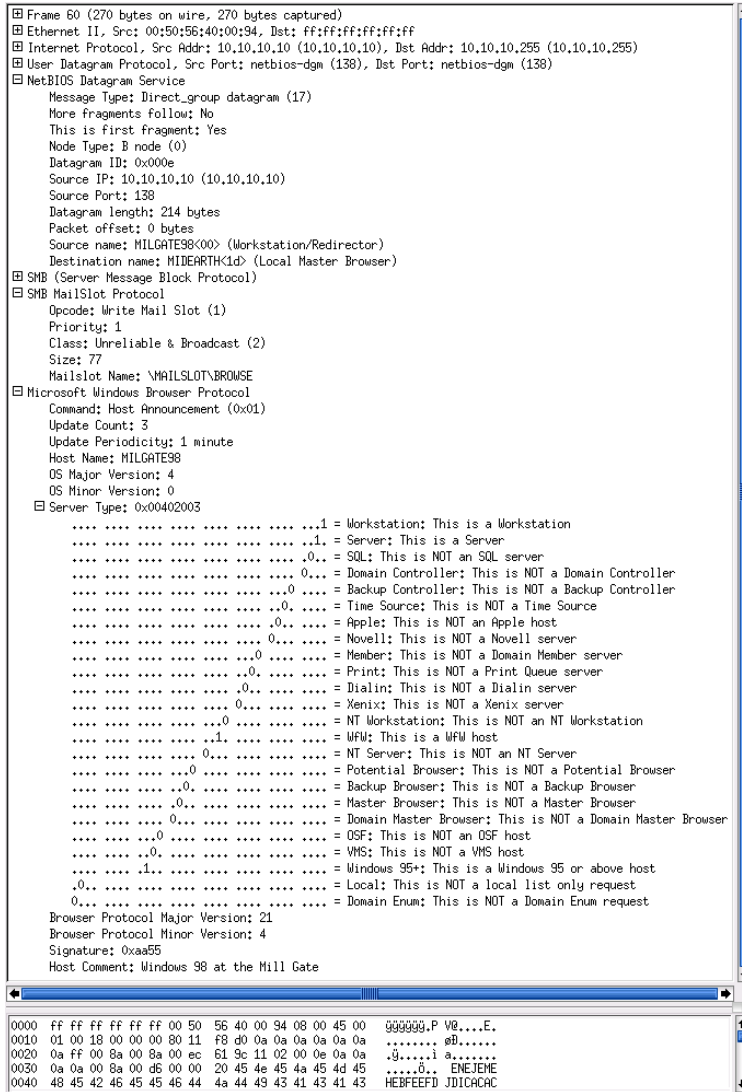 Frame 60 (270 bytes on wire, 270 bytes captured)
Ethernet II, Src: 00:50:56:40:00:94, Dst: ff:ff:ff:ff:ff:ff
Internet Protocol, Src Addr: 10.10.10.10 (10.10.10.10), Dst Addr: 10.10.10.255 (10.10.10.255)
User Datagram Protocol, Src Port: netbios-dgm (138), Dst Port: netbios-dgm (138)
NetBIOS Datagram Service
Message Type: Direct_group datagram (17)
More fragments follow: No
This is first fragment: Yes
Node Type: B node (0)
Datagram ID: 0x000e
Source IP: 10.10.10.10 (10.10.10.10)
Source Port: 138
Datagram length: 214 bytes
Packet offset: 0 bytes
Source name: MILGATE98<00> (Workstation/Redirector)
Destination name: MIDEARTH<1d> (Local Master Browser)
SMB (Server Message Block Protocol)
SMB MailSlot Protocol
Opcode: Write Mail Slot (1)
Priority: 1
Class: Unreliable & Broadcast (2)
Size: 77
Mailslot Name: \MAILSLOT\BROWSE
Microsoft Windows Browser Protocol
Command: Host Announcement (0x01)
Update Count: 3
Update Periodicity: 1 minute
Host Name: MILGATE98
OS Major Version: 4
OS Minor Version: 0
Server Type: 0x00402003
.... .... .... .... .... .... .... ...1 = Workstation: This is a Workstation
.... .... .... .... .... .... .... ..1. = Server: This is a Server
.... .... .... .... .... .... .... .0.. = SQL: This is NOT an SQL server
.... .... .... .... .... .... .... 0... = Domain Controller: This is NOT a Domain Controller
.... .... .... .... .... .... ...0 .... = Backup Controller: This is NOT a Backup Controller
.... .... .... .... .... .... ..0. .... = Time Source: This is NOT a Time Source
.... .... .... .... .... .... .0.. .... = Apple: This is NOT an Apple host
.... .... .... .... .... .... 0... .... = Novell: This is NOT a Novell server
.... .... .... .... .... ...0 .... .... = Member: This is NOT a Domain Member server
.... .... .... .... .... ..0. .... .... = Print: This is NOT a Print Queue server
.... .... .... .... .... .0.. .... .... = Dialin: This is NOT a Dialin server
.... .... .... .... .... 0... .... .... = Xenix: This is NOT a Xenix server
.... .... .... .... ...0 .... .... .... = NT Workstation: This is NOT an NT Workstation
.... .... .... .... ..1. .... .... .... = WfW: This is a WfW host
.... .... .... .... 0... .... .... .... = NT Server: This is NOT an NT Server
.... .... .... ...0 .... .... .... .... = Potential Browser: This is NOT a Potential Browser
.... .... .... ..0. .... .... .... .... = Backup Browser: This is NOT a Backup Browser
.... .... .... .0.. .... .... .... .... = Master Browser: This is NOT a Master Browser
.... .... .... 0... .... .... .... .... = Domain Master Browser: This is NOT a Domain Master Browser
.... .... ...0 .... .... .... .... .... = OSF: This is NOT an OSF host
.... .... ..0. .... .... .... .... .... = VMS: This is NOT a VMS host
.... .... .1.. .... .... .... .... .... = Windows 95+: This is a Windows 95 or above host
.0.. .... .... .... .... .... .... .... = Local: This is NOT a local list only request
0... .... .... .... .... .... .... .... = Domain Enum: This is NOT a Domain Enum request
Browser Protocol Major Version: 21
Browser Protocol Minor Version: 4
Signature: 0xaa55
Host Comment: Windows 98 at the Mill Gate
0000 ff ff ff ff ff ff 00 50 56 40 00 94 08 00 45 00 ÿÿÿÿÿÿ.P V@....E.
0010 01 00 18 00 00 00 80 11 f8 d0 0a 0a 0a 0a 0a 0a ........ øÐ......
0020 0a ff 00 8a 00 8a 00 ec 61 9c 11 02 00 0e 0a 0a .ÿ.....ì a.......
0030 0a 0a 00 8a 00 d6 00 00 20 45 4e 45 4a 45 4d 45 .....ö.. ENEJEME
0040 48 45 42 46 45 45 46 44 4a 44 49 43 41 43 41 43 HEBFEEFD JDICACAC